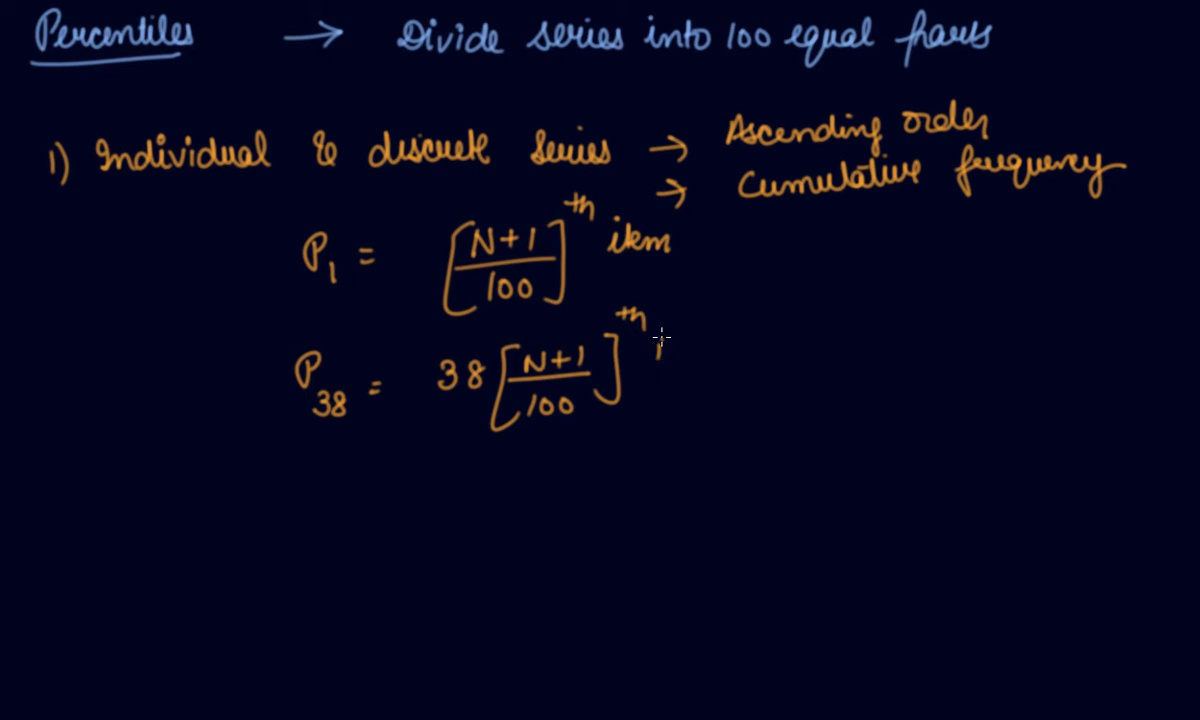 Percentiles → Divide series into 100 equal parts
1) Individual & discrete series → Ascending order
→ Cumulative frequency
P₁ = [N+1/100]ᵗʰ item
P₃₈ = 38[N+1/100]ᵗʰ